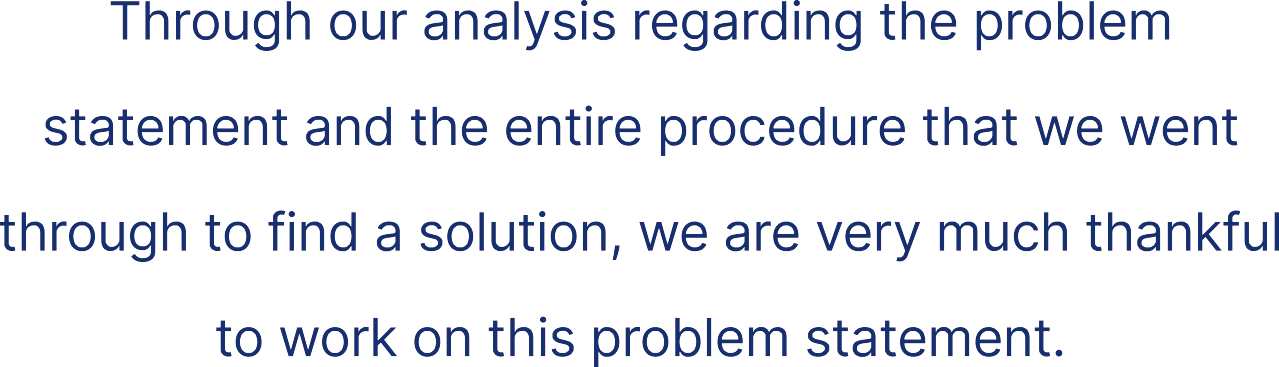 Through our analysis regarding the problem
statement and the entire procedure that we went
through to find a solution, we are very much thankful
to work on this problem statement.